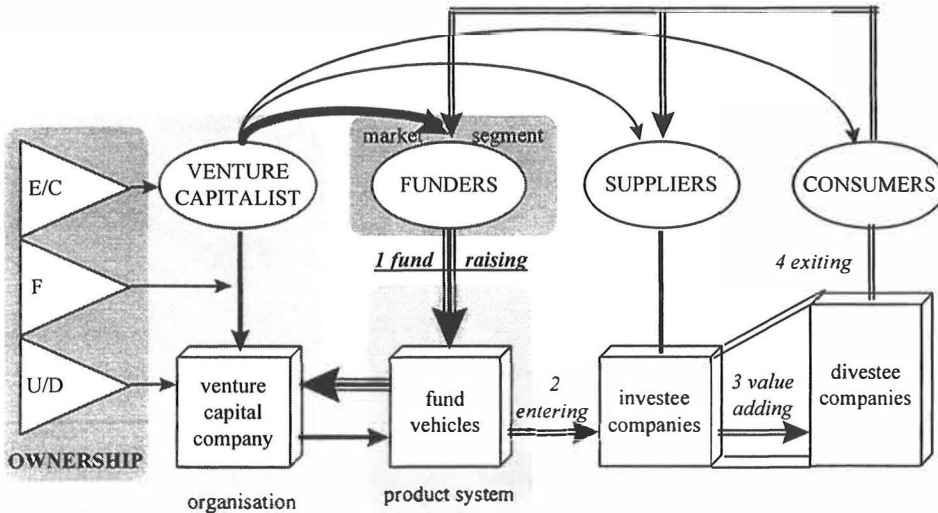 market segment
E/C
VENTURE
CAPITALIST
FUNDERS
SUPPLIERS
CONSUMERS
1 fund raising
4 exiting
F
U/D
venture
capital
company
fund
vehicles
2
entering
investee
companies
3 value
adding
divestee
companies
OWNERSHIP
organisation
product system